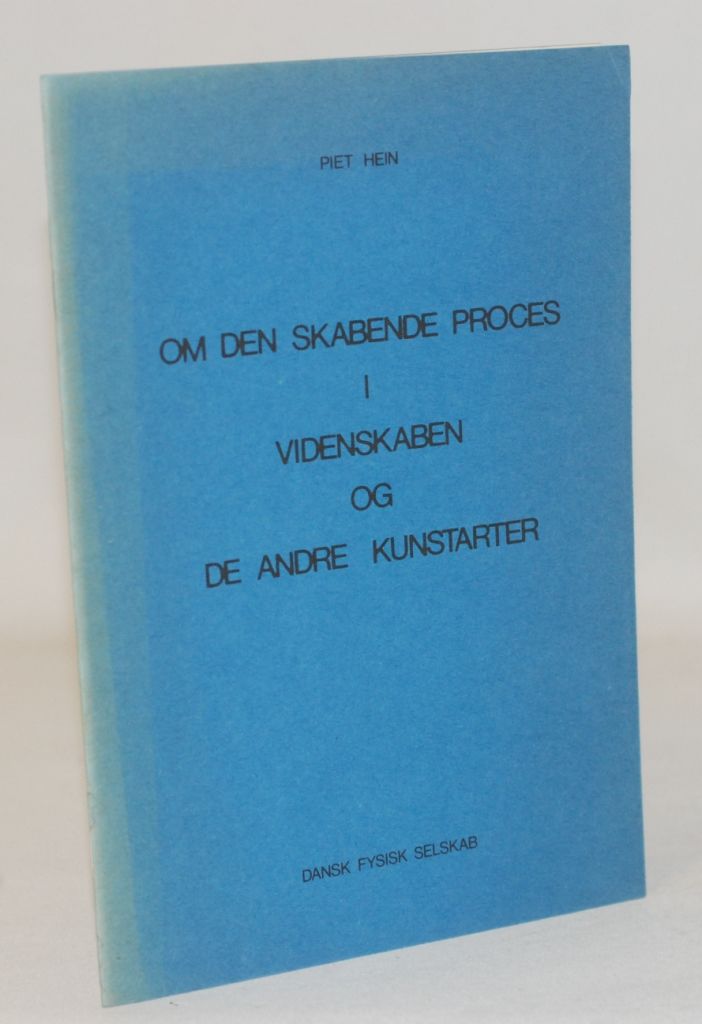 PIET HEIN
OM DEN SKABENDE PROCES
I
VIDENSKABEN
OG
DE ANDRE KUNSTARTER
DANSK FYSISK SELSKAB